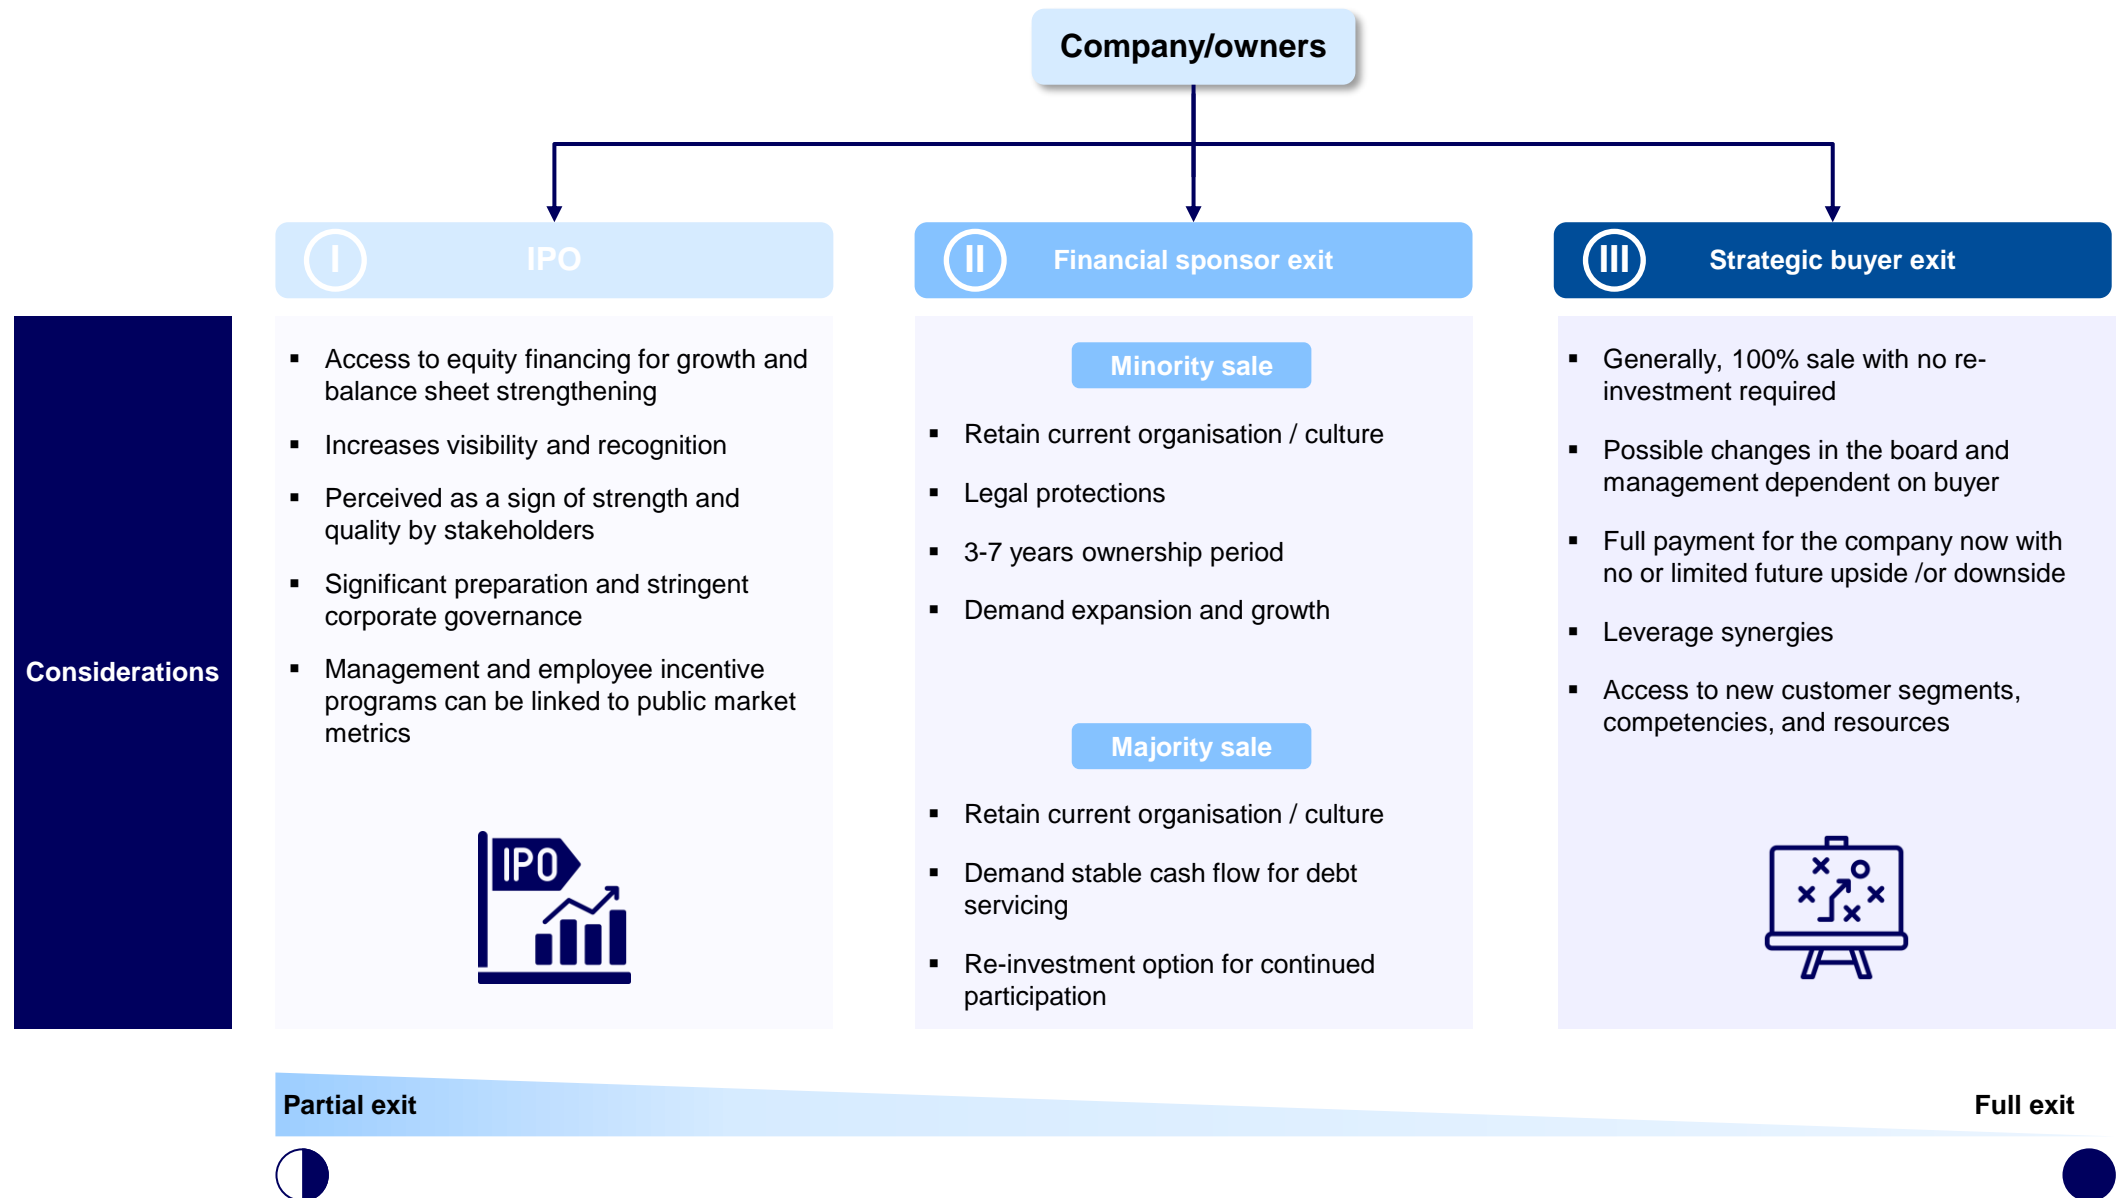 Company/owners
I
IPO
II
Financial sponsor exit
III
Strategic buyer exit
Considerations
▪ Access to equity financing for growth and
balance sheet strengthening
▪ Increases visibility and recognition
▪ Perceived as a sign of strength and
quality by stakeholders
▪ Significant preparation and stringent
corporate governance
▪ Management and employee incentive
programs can be linked to public market
metrics
IPO
Minority sale
▪ Retain current organisation / culture
▪ Legal protections
▪ 3-7 years ownership period
▪ Demand expansion and growth
Majority sale
▪ Retain current organisation / culture
▪ Demand stable cash flow for debt
servicing
▪ Re-investment option for continued
participation
▪ Generally, 100% sale with no re-
investment required
▪ Possible changes in the board and
management dependent on buyer
▪ Full payment for the company now with
no or limited future upside /or downside
▪ Leverage synergies
▪ Access to new customer segments,
competencies, and resources
Partial exit
Full exit